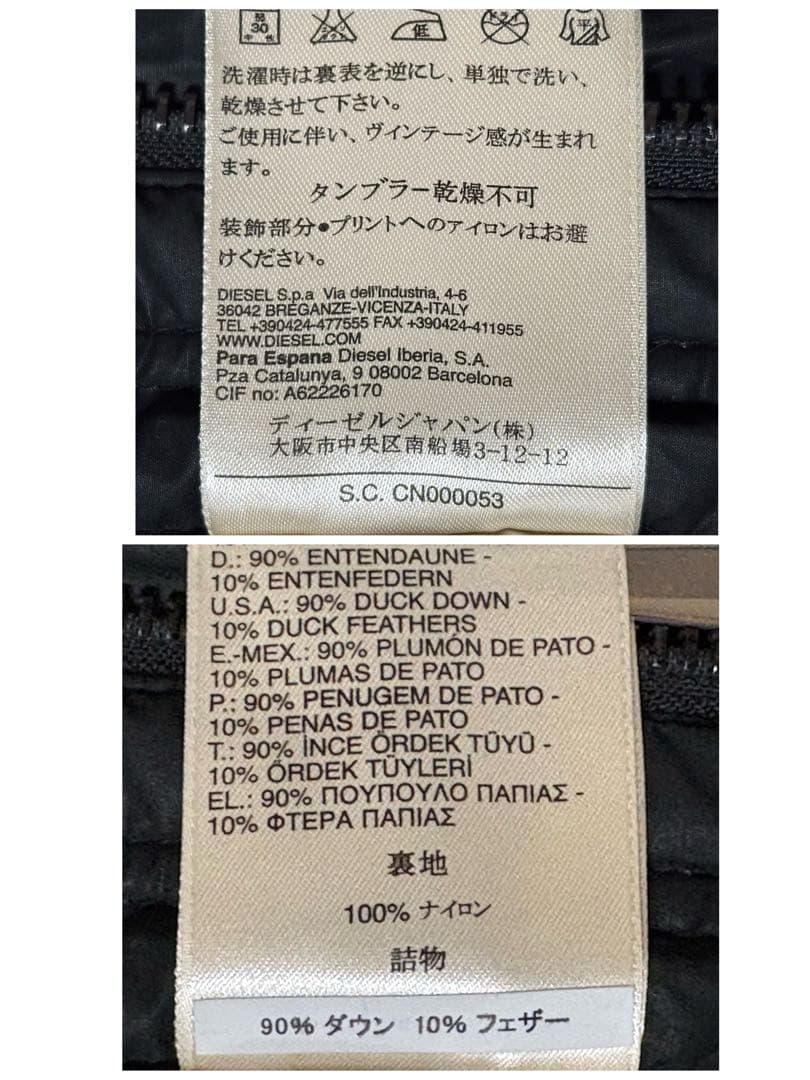 30
中性
低
ドライ
平
洗濯時は裏表を逆にし、単独で洗い、
乾燥させて下さい。
ご使用に伴い、ヴィンテージ感が生まれ
ます。
タンブラー乾燥不可
装飾部分●プリントへのアイロンはお避
けください。
DIESEL S.p.a Via dell'Industria, 4-6
36042 BREGANZE-VICENZA-ITALY
TEL +390424-477555 FAX +390424-411955
WWW.DIESEL.COM
Para Espana Diesel Iberia, S.A.
Pza Catalunya, 9 08002 Barcelona
CIF no: A62226170
ディーゼルジャパン(株)
大阪市中央区南船場3-12-12
S.C. CN000053
D.: 90% ENTENDAUNE -
10% ENTENFEDERN
U.S.A.: 90% DUCK DOWN -
10% DUCK FEATHERS
E.-MEX.: 90% PLUMÓN DE PATO -
10% PLUMAS DE PATO
P.: 90% PENUGEM DE PATO -
10% PENAS DE PATO
T.: 90% İNCE ÖRDEK TÜYÜ -
10% ÖRDEK TÜYLERİ
EL.: 90% ΠΟΥΠΟΥΛΟ ΠΑΠΙΑΣ -
10% ΦΤΕΡΑ ΠΑΠΙΑΣ
裏地
100% ナイロン
詰物
90% ダウン 10% フェザー